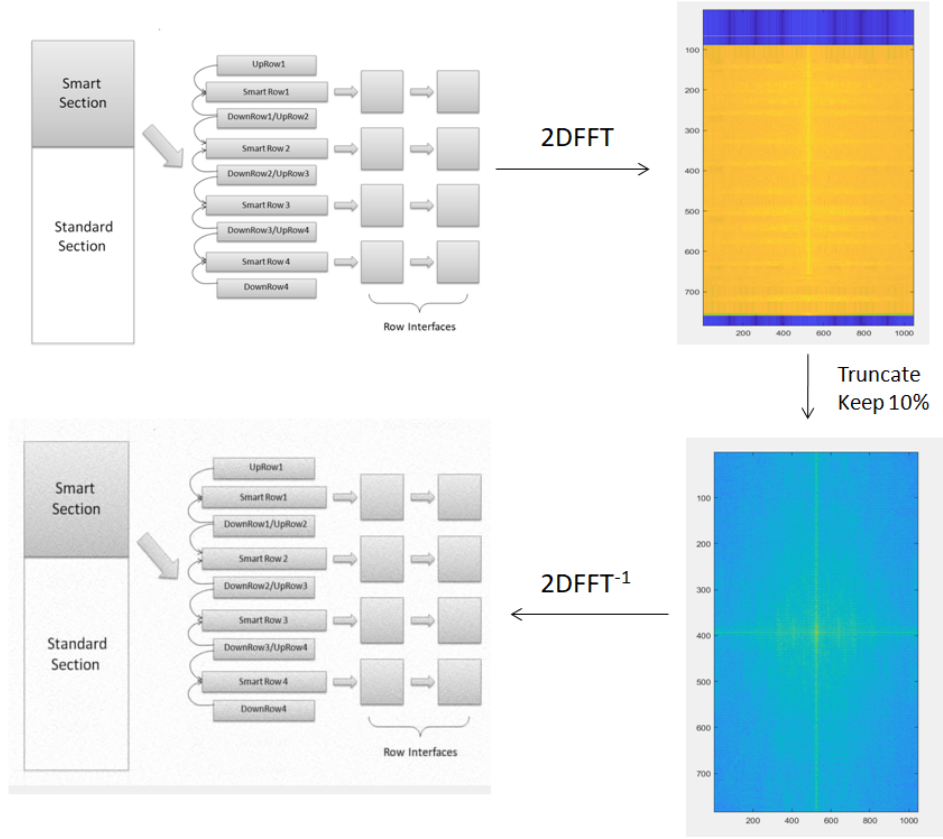 Smart
Section
Standard
Section
UpRow1
Smart Row1
DownRow1/UpRow2
Smart Row 2
DownRow2/UpRow3
Smart Row 3
DownRow3/UpRow4
Smart Row 4
DownRow4
Row Interfaces
2DFFT
100
200
300
400
500
600
700
200
400
600
800
1000
Truncate
Keep 10%
100
200
300
400
500
600
700
200
400
600
800
1000
2DFFT-1
Smart
Section
Standard
Section
UpRow1
Smart Row1
DownRow1/UpRow2
Smart Row 2
DownRow2/UpRow3
Smart Row 3
DownRow3/UpRow4
Smart Row 4
DownRow4
Row Interfaces